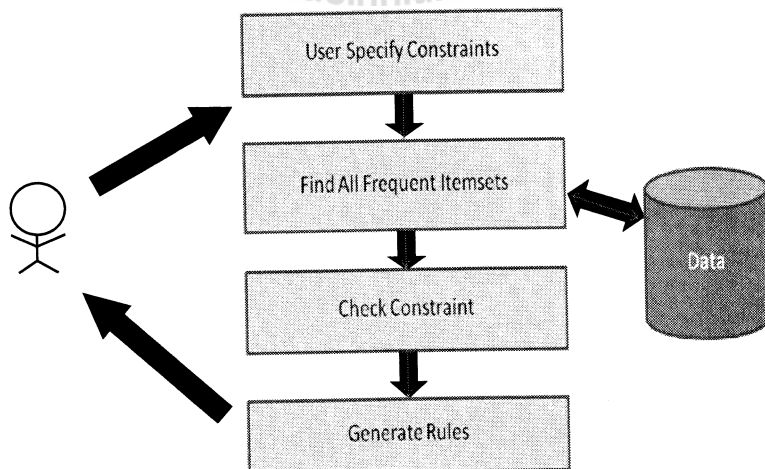 User Specify Constraints
Find All Frequent Itemsets
Data
Check Constraint
Generate Rules